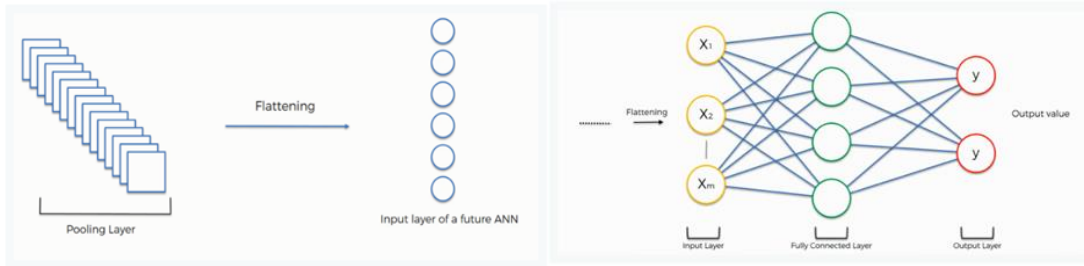 Flattening
Pooling Layer
Input layer of a future ANN
Flattening
X1
X2
Xm
y
y
Output value
Input Layer
Fully Connected Layer
Output Layer